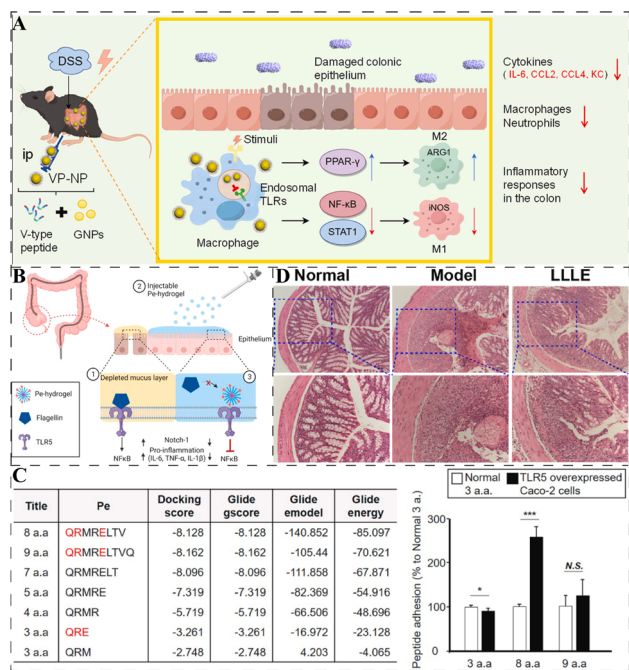 A
DSS
ip
VP-NP
V-type
peptide
GNPs
Damaged colonic
epithelium
Stimuli
Endosomal
TLRs
Macrophage
PPAR-γ
NF-κB
STAT1
M2
ARG1
iNOS
M1
Cytokines
( IL-6, CCL2, CCL4, KC)
Macrophages
Neutrophils
Inflammatory
responses
in the colon
B
2 Injectable
Pe-hydrogel
Epithelium
1
3
Depleted mucus layer
Pe-hydrogel
Flagellin
TLR5
NFκB
Notch-1
Pro-inflammation
(IL-6, TNF-α, IL-1β)
NFκB
D Normal Model LLLE
C
Title Pe Docking score Glide gscore Glide emodel Glide energy
8 a.a QRMRELTV -8.128 -8.128 -140.852 -85.097
9 a.a QRMRELTVQ -8.162 -8.162 -105.44 -70.621
7 a.a QRMRELT -8.096 -8.096 -111.858 -67.871
5 a.a QRMRE -7.319 -7.319 -82.369 -54.916
4 a.a QRMR -5.719 -5.719 -66.506 -48.696
3 a.a QRE -3.261 -3.261 -16.972 -23.128
3 a.a QRM -2.748 -2.748 4.203 -4.065
Normal
3 a.a.
TLR5 overexpressed
Caco-2 cells
Peptide adhesion (% to Normal 3 a.)
300
200
100
0
*
***
N.S.
3 a.a 8 a.a 9 a.a